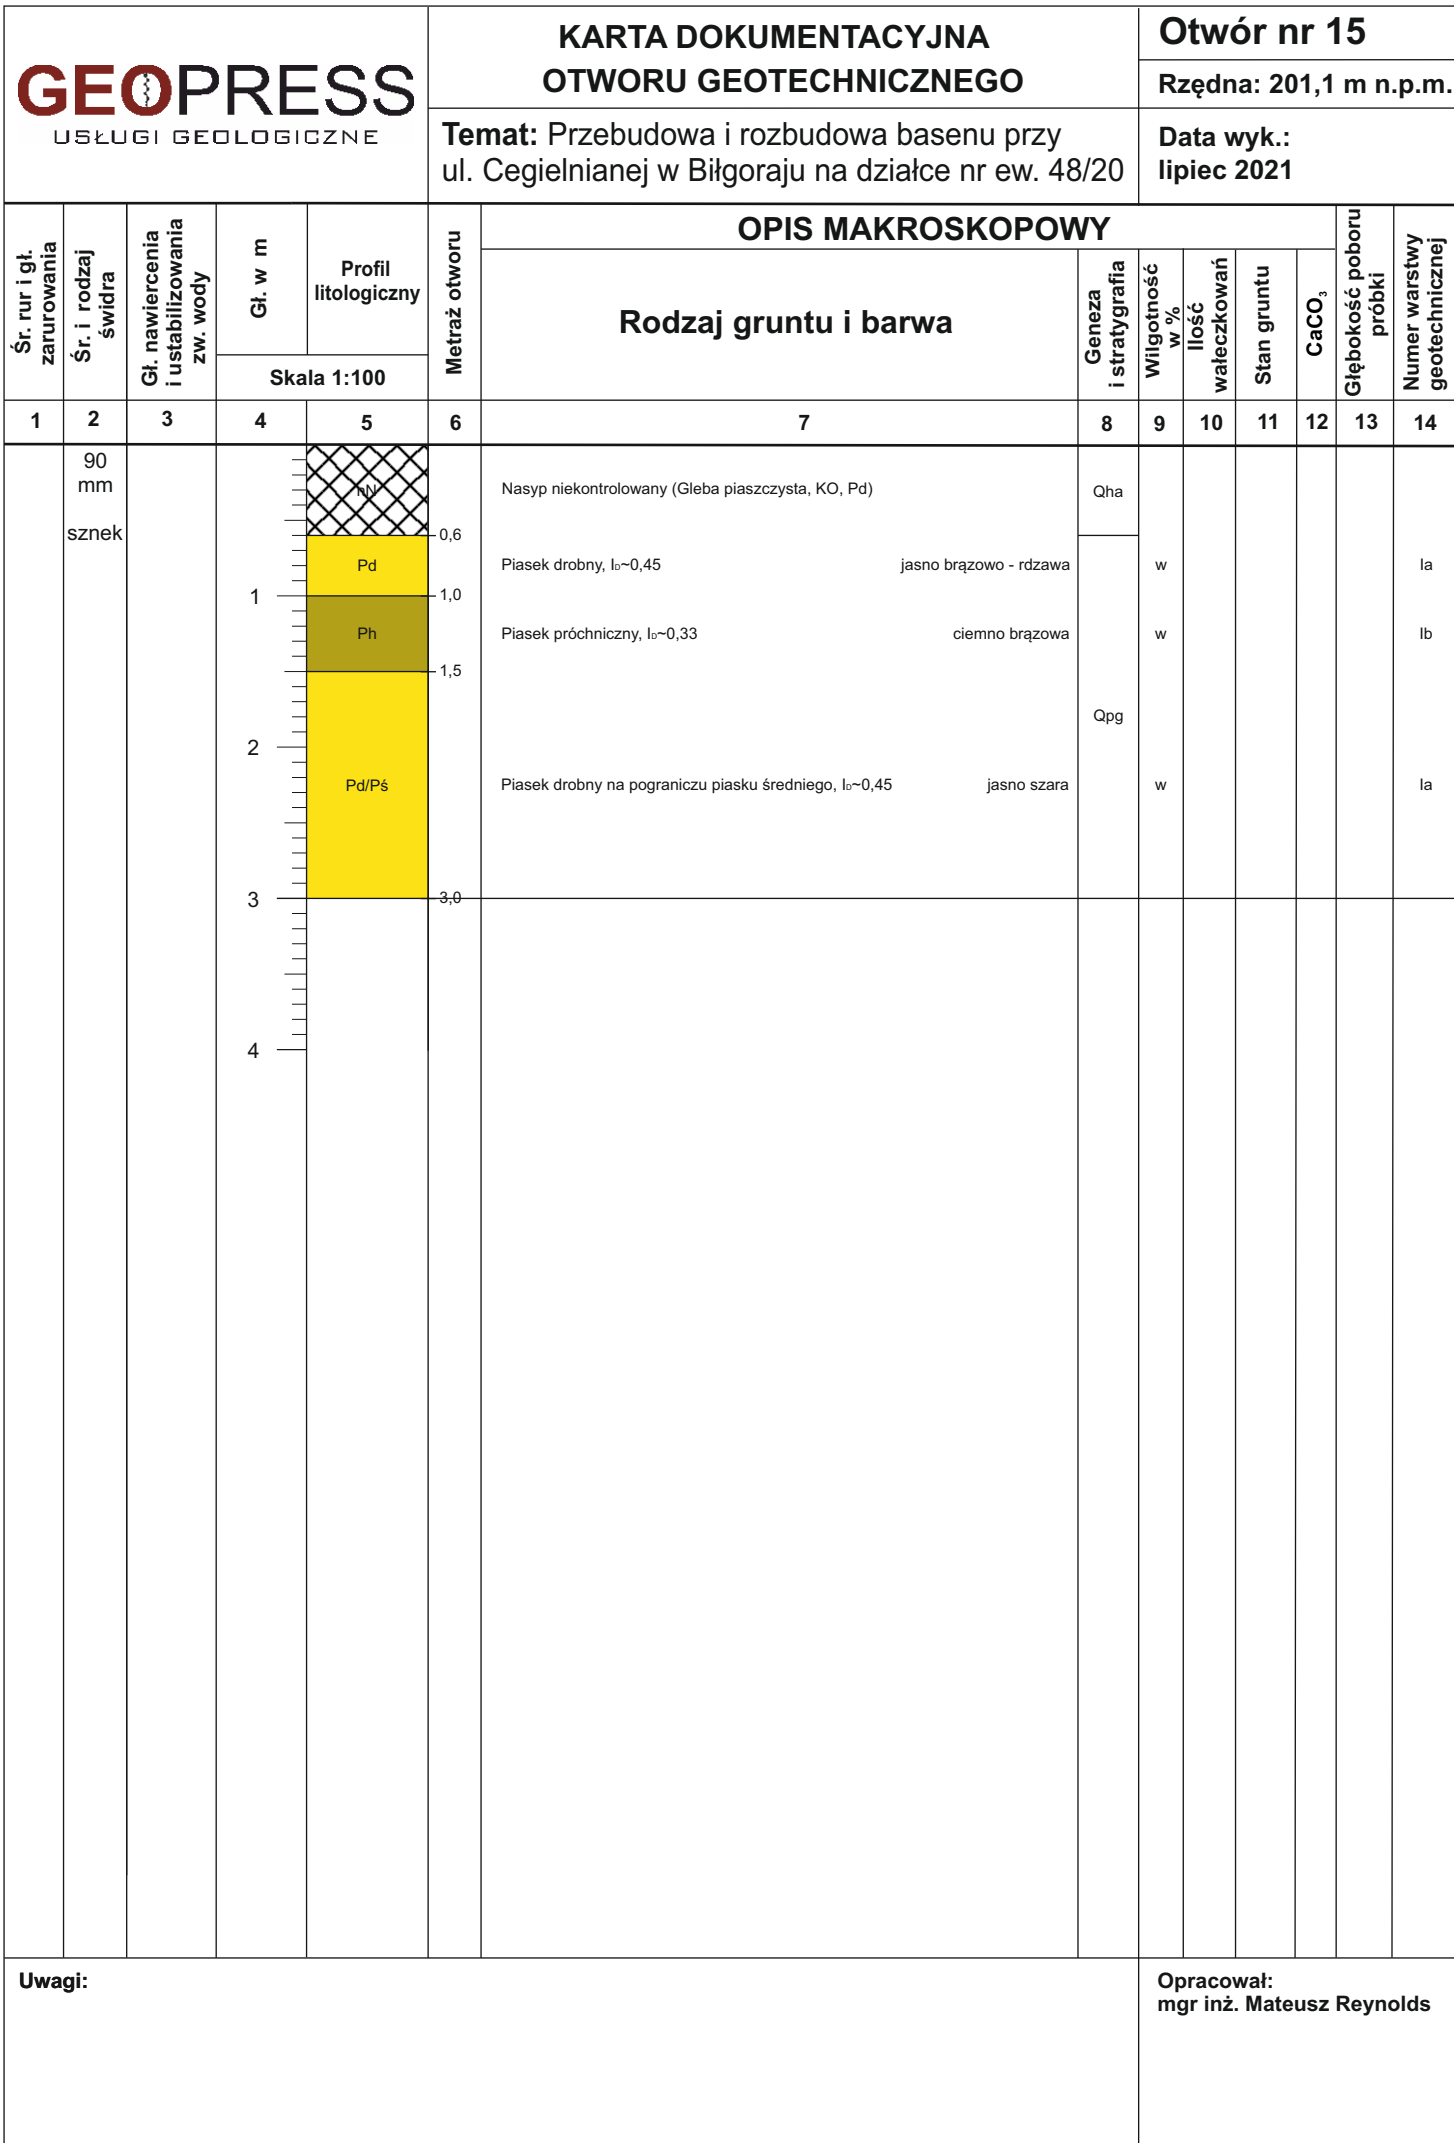 GEOPRESS
USŁUGI GEOLOGICZNE
KARTA DOKUMENTACYJNA
OTWORU GEOTECHNICZNEGO
Temat: Przebudowa i rozbudowa basenu przy
ul. Cegielnianej w Biłgoraju na działce nr ew. 48/20
Otwór nr 15
Rzędna: 201,1 m n.p.m.
Data wyk.:
lipiec 2021
Śr. rur i gł.
zarurowania
Śr. i rodzaj
świdra
Gł. nawiercenia
i ustabilizowania
zw. wody
Gł. w m
Profil
litologiczny
Skala 1:100
Metraż otworu
OPIS MAKROSKOPOWY
Rodzaj gruntu i barwa
Geneza
i stratygrafia
Wilgotność
w %
Ilość
wałeczkowań
Stan gruntu
CaCO₃
Głębokość poboru
próbki
Numer warstwy
geotechnicznej
1 2 3 4 5 6 7 8 9 10 11 12 13 14
90
mm
sznek
nN
Nasyp niekontrolowany (Gleba piaszczysta, KO, Pd)
Qha
0,6
Pd
Piasek drobny, ID~0,45 jasno brązowo - rdzawa
w
Ia
1
1,0
Ph
Piasek próchniczny, ID~0,33 ciemno brązowa
w
Ib
1,5
Qpg
2
Pd/Pś
Piasek drobny na pograniczu piasku średniego, ID~0,45 jasno szara
w
Ia
3
3,0
4
Uwagi:
Opracował:
mgr inż. Mateusz Reynolds